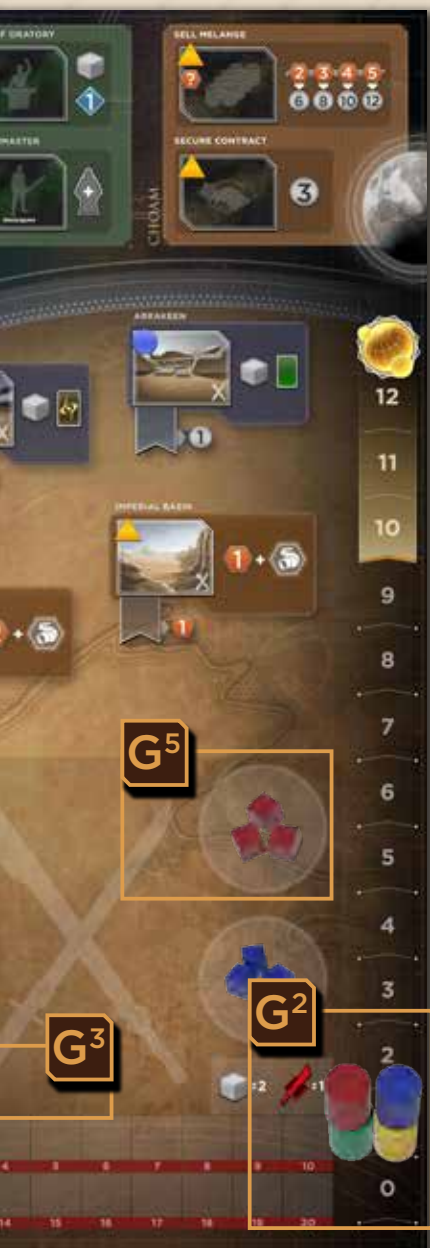 F ORATORY
1
MASTER
SELL MELANGE
?
2 3 4 5
6 8 10 12
SECURE CONTRACT
3
CHOAM
ARRAKEEN
X
1
X
IMPERIAL BASIN
X
1 +
1
+
12
11
10
9
8
7
6
5
4
3
2
0
G5
G2
G3
=2
=1
4 5 6 7 8 9 10
14 15 16 17 18 19 20